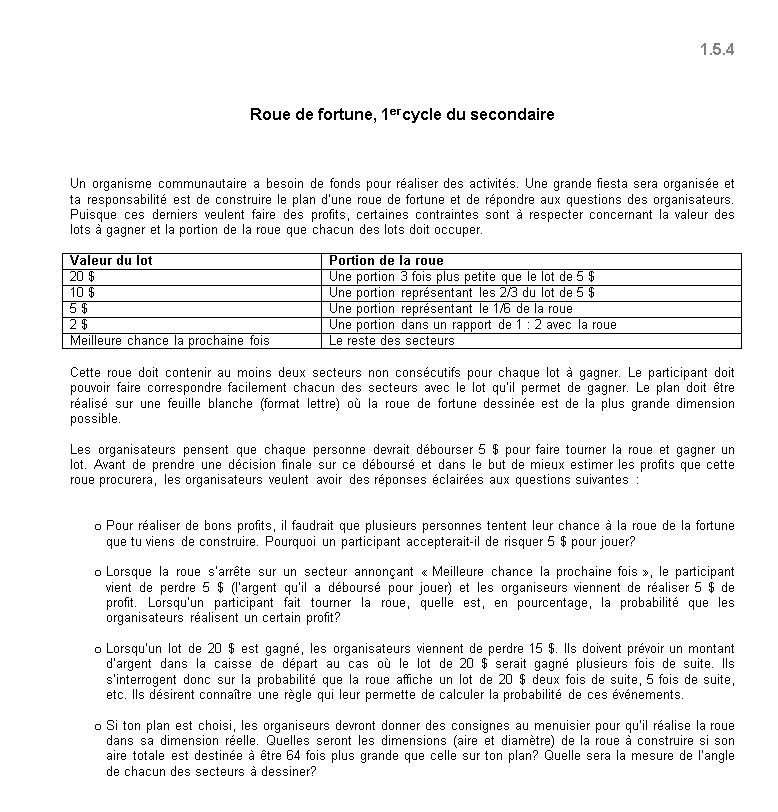 1.5.4
Roue de fortune, 1er cycle du secondaire
Un organisme communautaire a besoin de fonds pour réaliser des activités. Une grande fiesta sera organisée et
ta responsabilité est de construire le plan d'une roue de fortune et de répondre aux questions des organisateurs.
Puisque ces derniers veulent faire des profits, certaines contraintes sont à respecter concernant la valeur des
lots à gagner et la portion de la roue que chacun des lots doit occuper.
Valeur du lot Portion de la roue
20 $ Une portion 3 fois plus petite que le lot de 5 $
10 $ Une portion représentant les 2/3 du lot de 5 $
5 $ Une portion représentant le 1/6 de la roue
2 $ Une portion dans un rapport de 1 : 2 avec la roue
Meilleure chance la prochaine fois Le reste des secteurs
Cette roue doit contenir au moins deux secteurs non consécutifs pour chaque lot à gagner. Le participant doit
pouvoir faire correspondre facilement chacun des secteurs avec le lot qu'il permet de gagner. Le plan doit être
réalisé sur une feuille blanche (format lettre) où la roue de fortune dessinée est de la plus grande dimension
possible.
Les organisateurs pensent que chaque personne devrait débourser 5 $ pour faire tourner la roue et gagner un
lot. Avant de prendre une décision finale sur ce déboursé et dans le but de mieux estimer les profits que cette
roue procurera, les organisateurs veulent avoir des réponses éclairées aux questions suivantes :
o Pour réaliser de bons profits, il faudrait que plusieurs personnes tentent leur chance à la roue de la fortune
que tu viens de construire. Pourquoi un participant accepterait-il de risquer 5 $ pour jouer?
o Lorsque la roue s'arrête sur un secteur annonçant « Meilleure chance la prochaine fois », le participant
vient de perdre 5 $ (l'argent qu'il a déboursé pour jouer) et les organiseurs viennent de réaliser 5 $ de
profit. Lorsqu'un participant fait tourner la roue, quelle est, en pourcentage, la probabilité que les
organisateurs réalisent un certain profit?
o Lorsqu'un lot de 20 $ est gagné, les organisateurs viennent de perdre 15 $. Ils doivent prévoir un montant
d'argent dans la caisse de départ au cas où le lot de 20 $ serait gagné plusieurs fois de suite. Ils
s'interrogent donc sur la probabilité que la roue affiche un lot de 20 $ deux fois de suite, 5 fois de suite,
etc. Ils désirent connaître une règle qui leur permette de calculer la probabilité de ces événements.
o Si ton plan est choisi, les organiseurs devront donner des consignes au menuisier pour qu'il réalise la roue
dans sa dimension réelle. Quelles seront les dimensions (aire et diamètre) de la roue à construire si son
aire totale est destinée à être 64 fois plus grande que celle sur ton plan? Quelle sera la mesure de l'angle
de chacun des secteurs à dessiner?